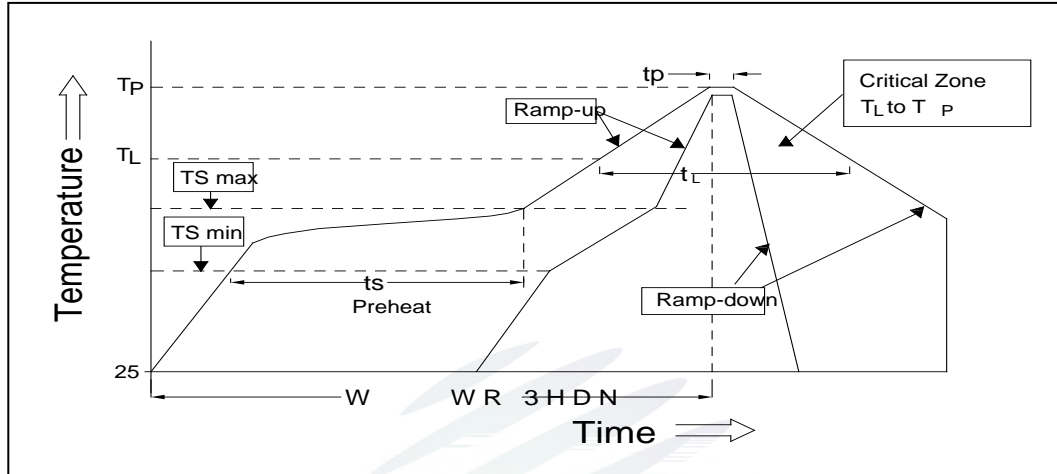 tp
TP
Critical Zone
TL to T P
Ramp-up
TL
tL
TS max
TS min
Temperature
ts
Preheat
Ramp-down
25
W W R 3 H D N
Time